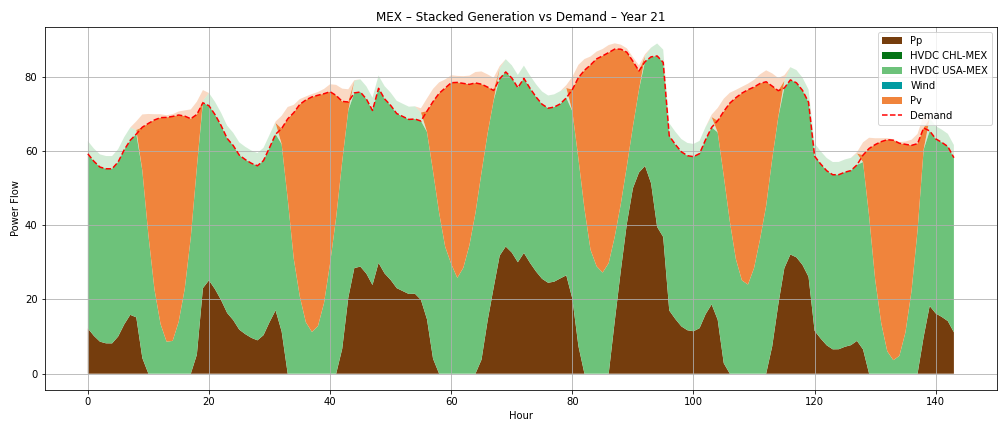 MEX – Stacked Generation vs Demand – Year 21
Pp
HVDC CHL-MEX
HVDC USA-MEX
Wind
Pv
Demand
Power Flow
80
60
40
20
0
0 20 40 60 80 100 120 140
Hour